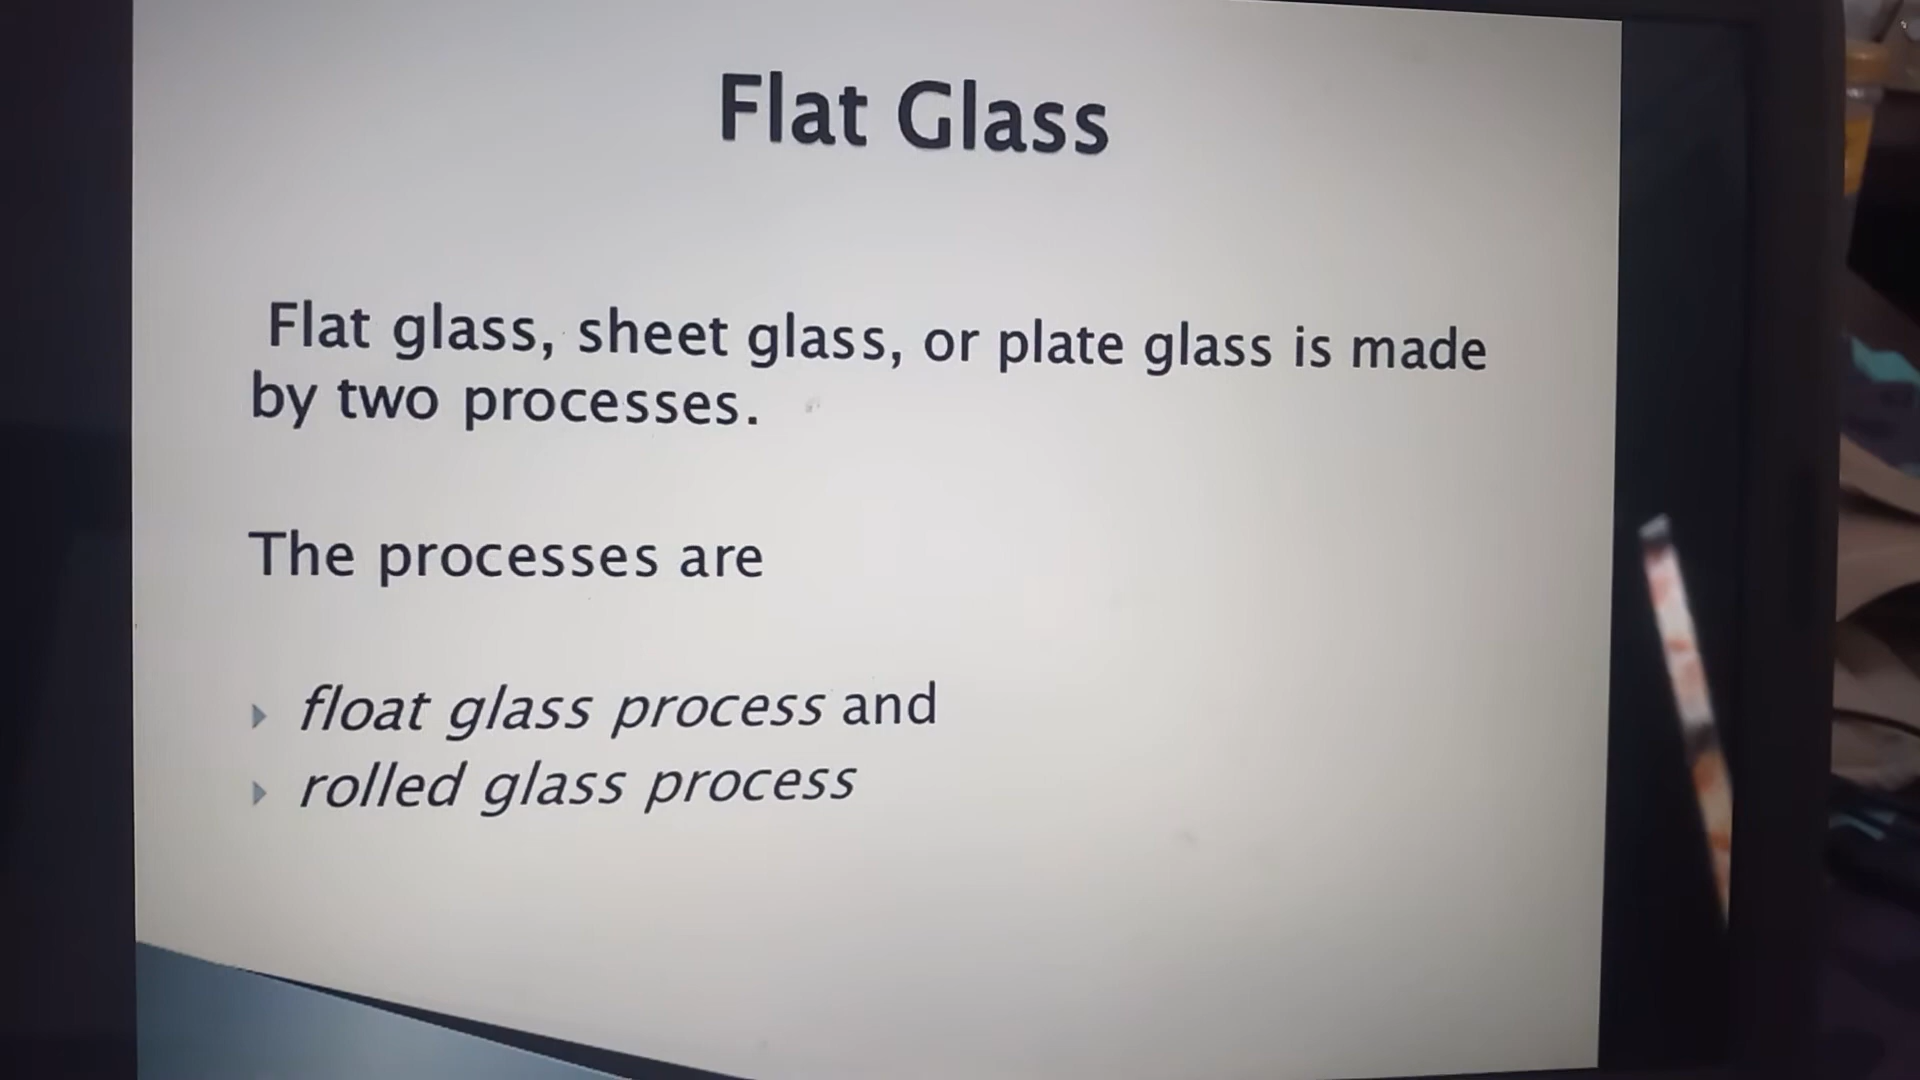 Flat Glass
Flat glass, sheet glass, or plate glass is made
by two processes.
The processes are
float glass process and
rolled glass process